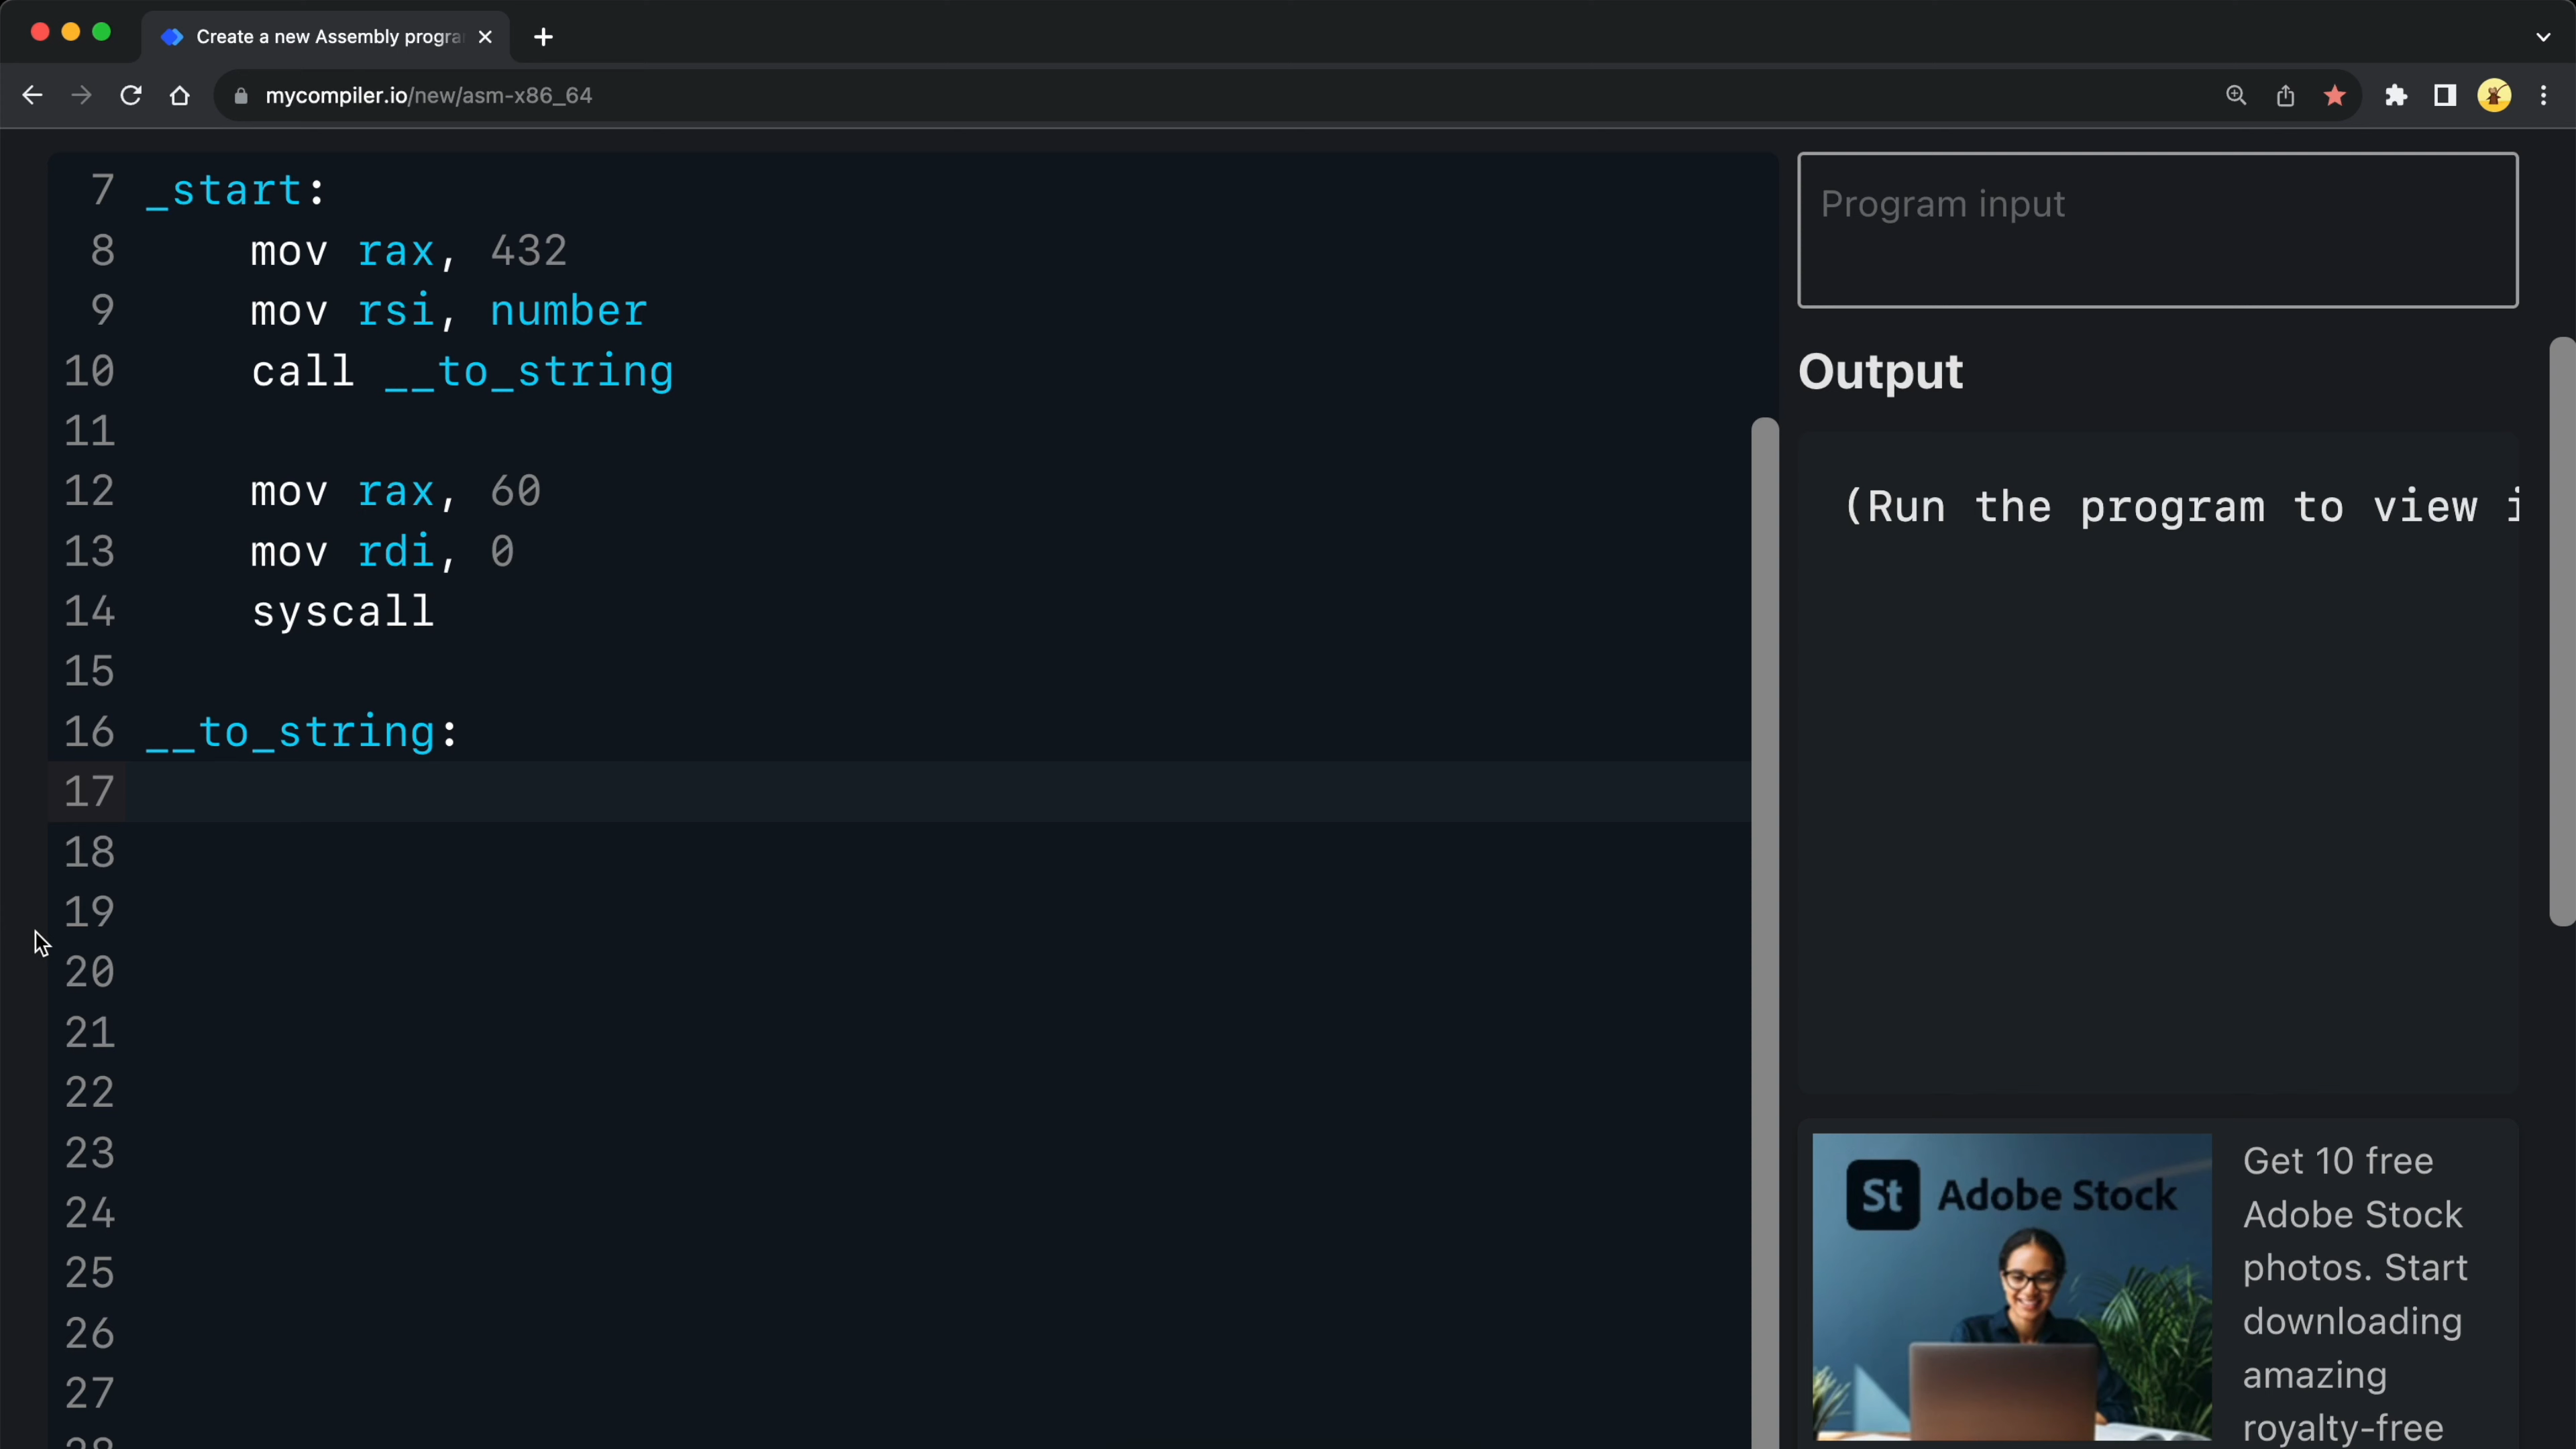 Create a new Assembly progra
mycompiler.io/new/asm-x86_64
7 _start:
8 mov rax, 432
9 mov rsi, number
10 call __to_string
11
12 mov rax, 60
13 mov rdi, 0
14 syscall
15
16 __to_string:
17
18
19
20
21
22
23
24
25
26
27
28
Program input
Output
(Run the program to view i
St Adobe Stock
Get 10 free
Adobe Stock
photos. Start
downloading
amazing
royalty-free